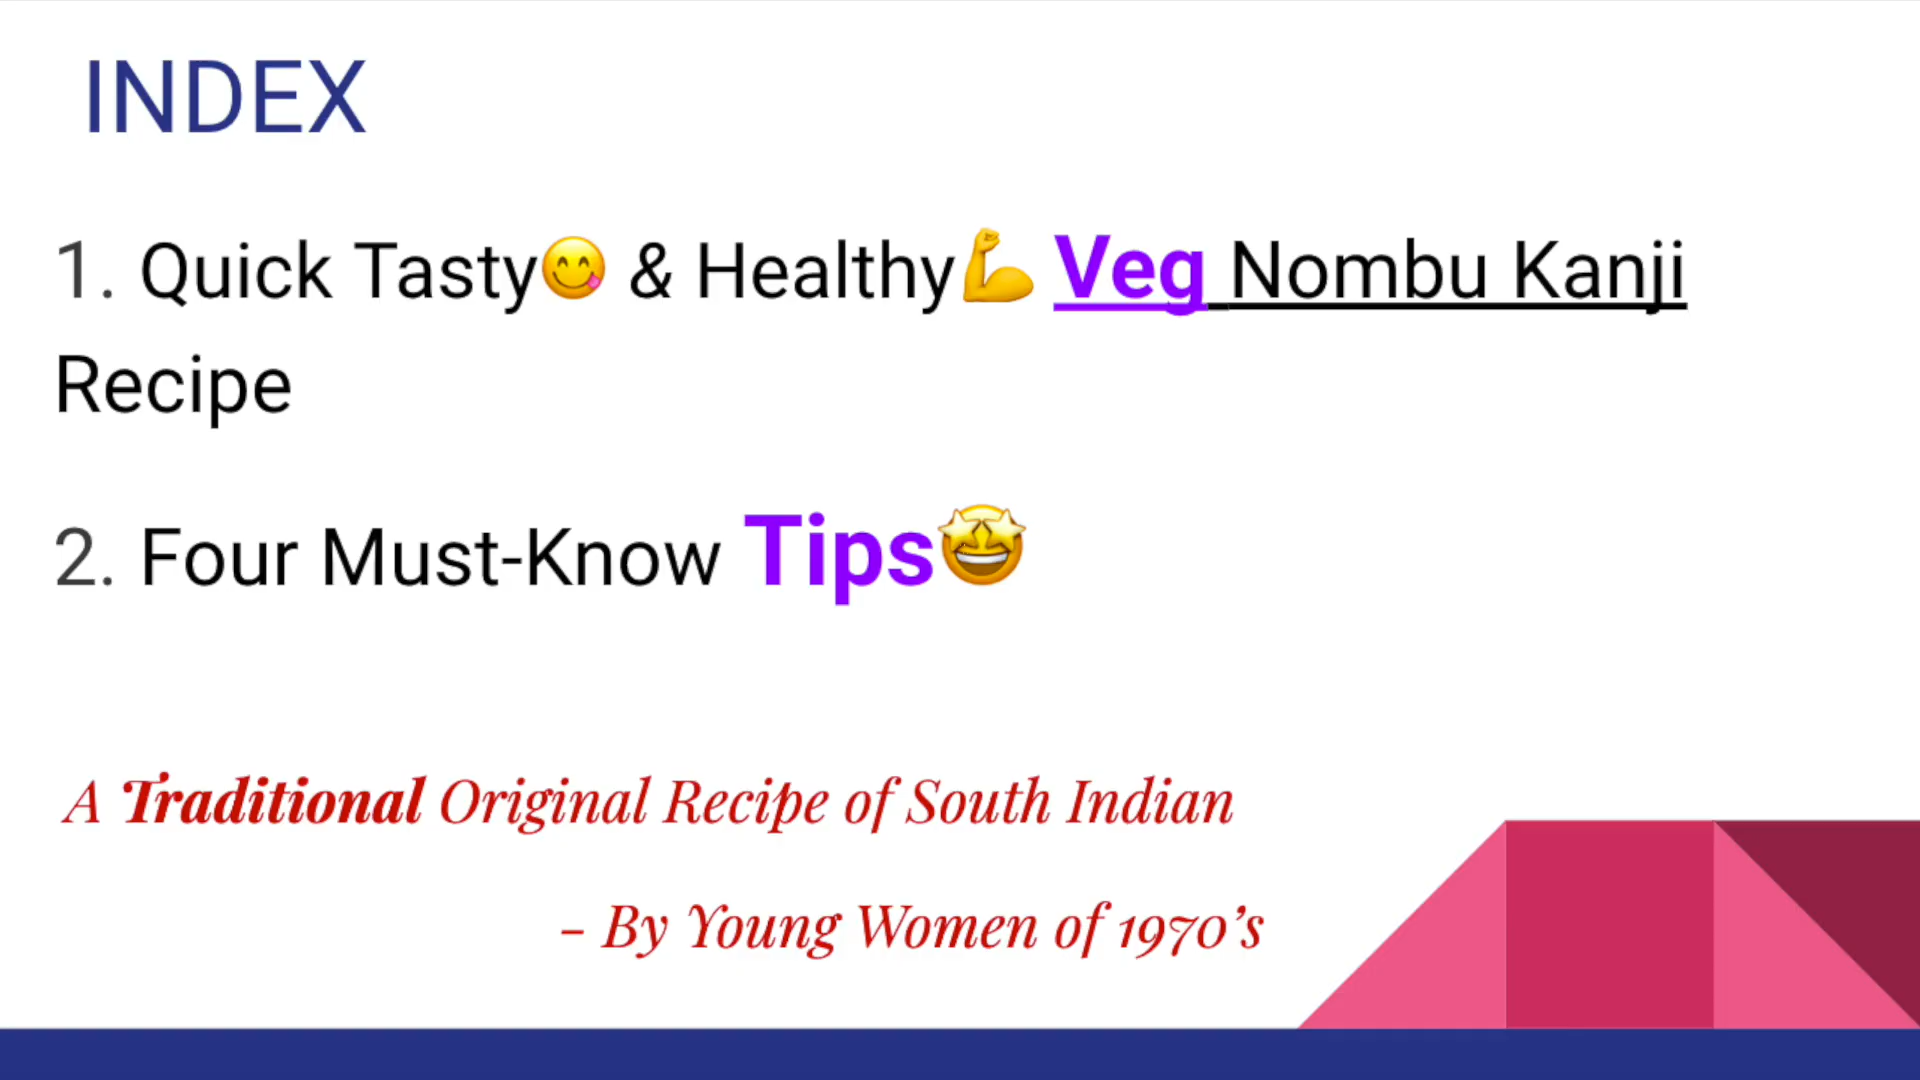 INDEX
1. Quick Tasty😋 & Healthy💪 Veg Nombu Kanji
Recipe
2. Four Must-Know Tips🤩
A Traditional Original Recipe of South Indian
– By Young Women of 1970’s